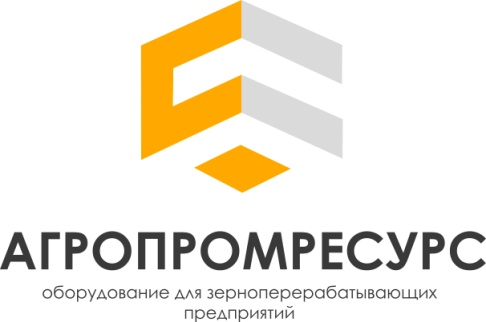 АГРОПРОМРЕСУРС
оборудование для зерноперерабатывающих
предприятий